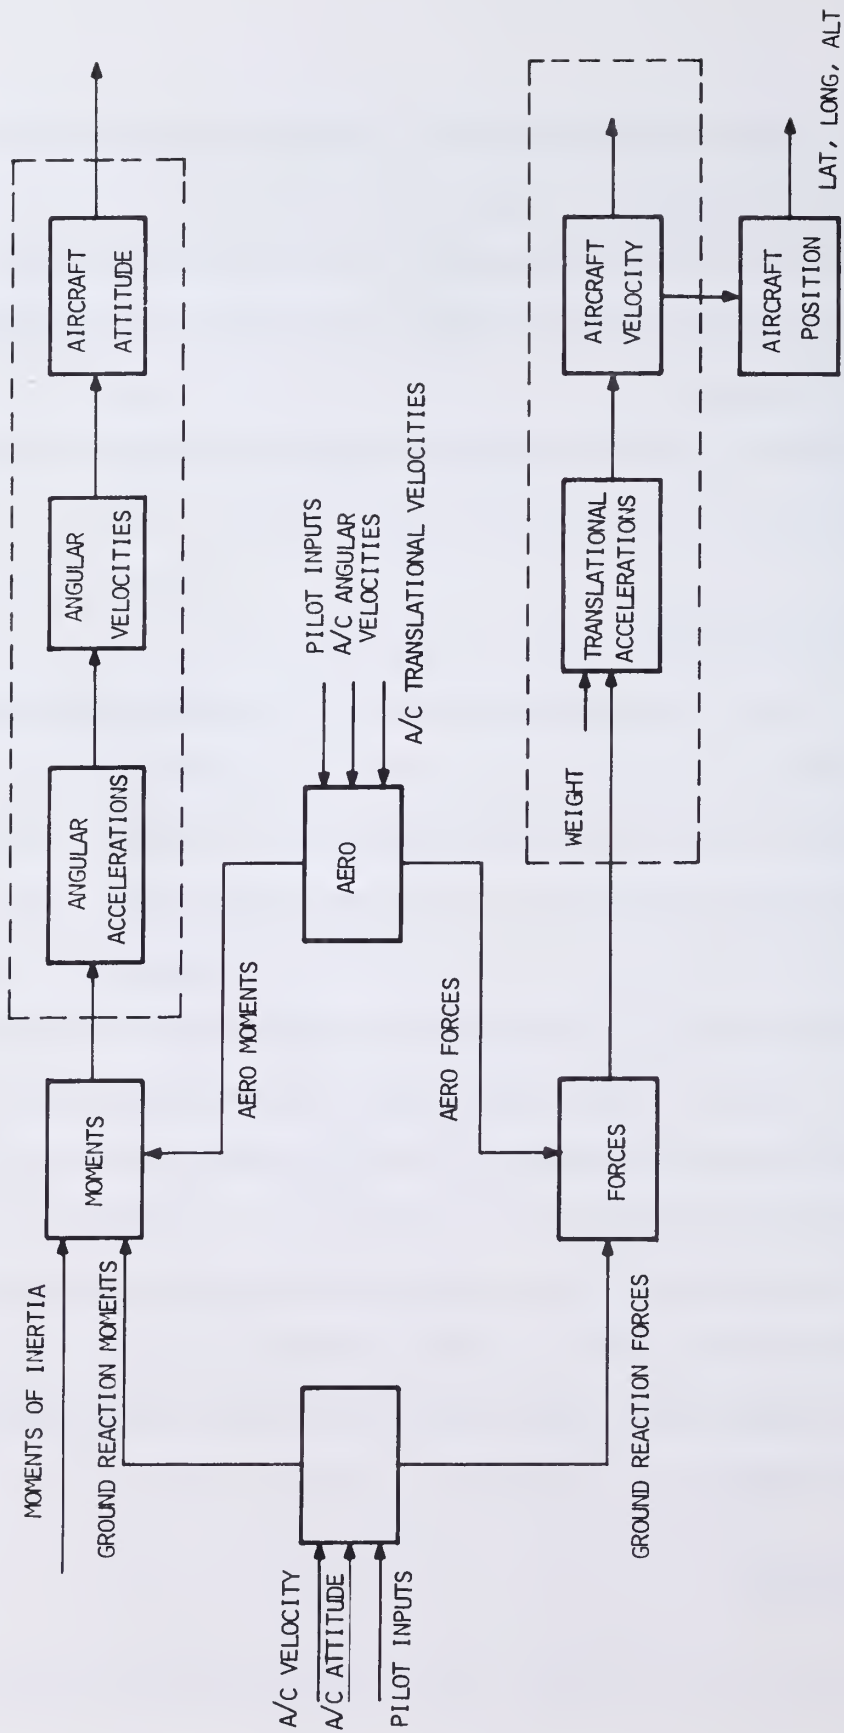 MOMENTS OF INERTIA
GROUND REACTION MOMENTS
MOMENTS
ANGULAR
ACCELERATIONS
ANGULAR
VELOCITIES
AIRCRAFT
ATTITUDE
AERO MOMENTS
A/C VELOCITY
A/C ATTITUDE
PILOT INPUTS
AERO
PILOT INPUTS
A/C ANGULAR
VELOCITIES
A/C TRANSLATIONAL VELOCITIES
AERO FORCES
GROUND REACTION FORCES
FORCES
WEIGHT
TRANSLATIONAL
ACCELERATIONS
AIRCRAFT
VELOCITY
AIRCRAFT
POSITION
LAT, LONG, ALT